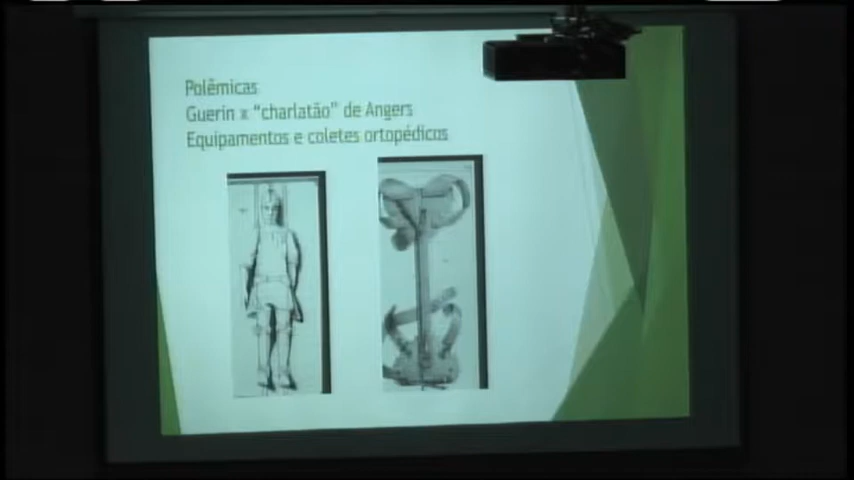 Polêmicas
Guerin x "charlatão" de Angers
Equipamentos e coletes ortopédicos